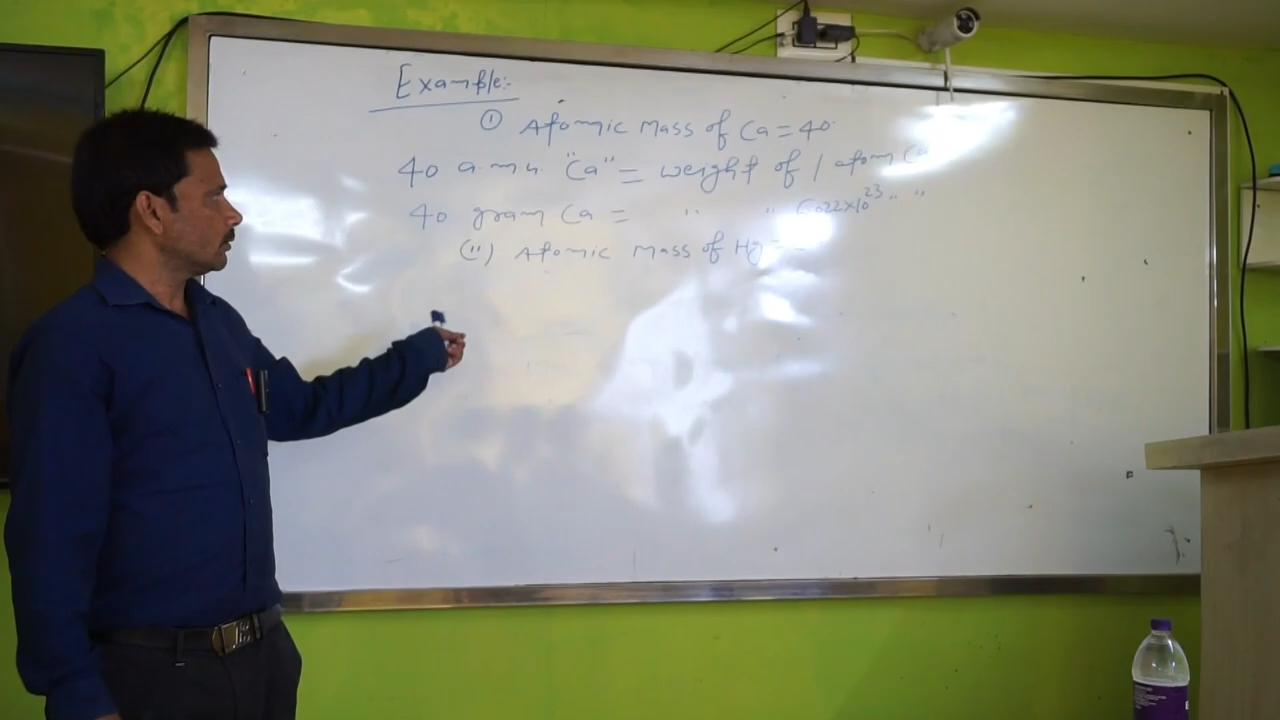 Example:-
① Atomic Mass of Ca = 40
40 a.m.u. "Ca" = weight of 1 atom Ca
40 gram Ca = " " 6.022×10²³ " "
(ii) Atomic Mass of Hg =